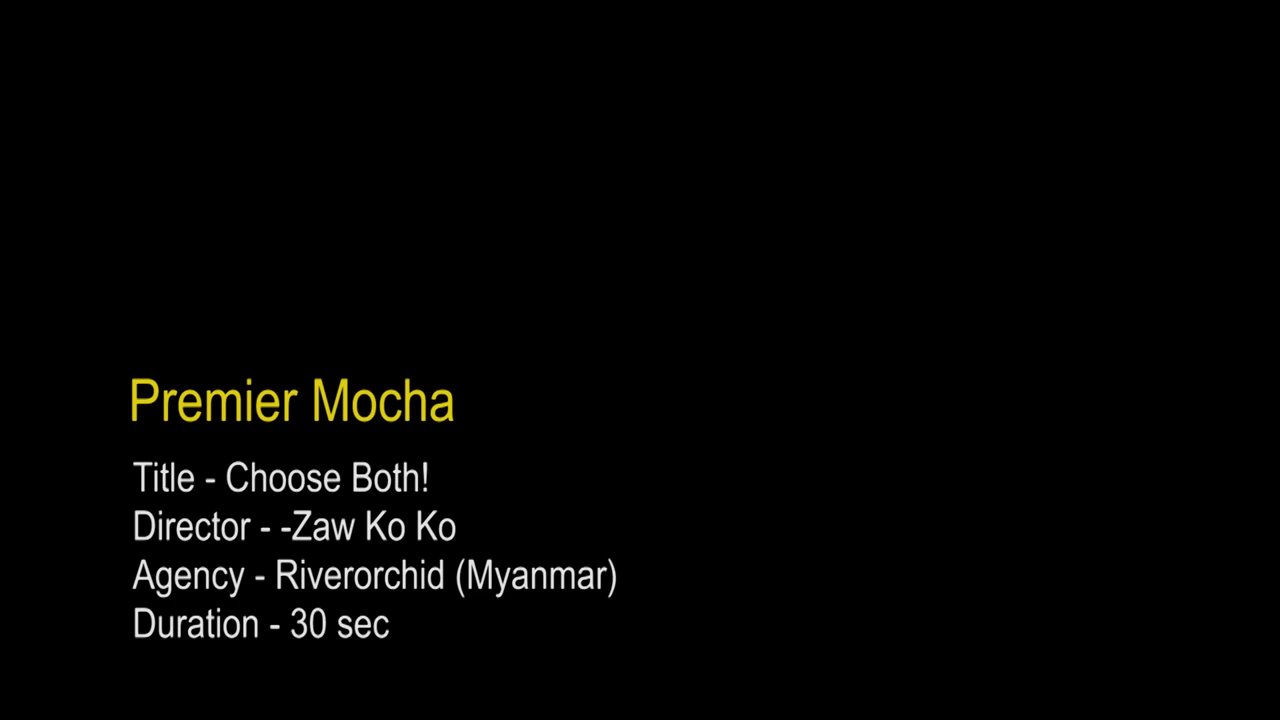 Premier Mocha
Title - Choose Both!
Director - -Zaw Ko Ko
Agency - Riverorchid (Myanmar)
Duration - 30 sec